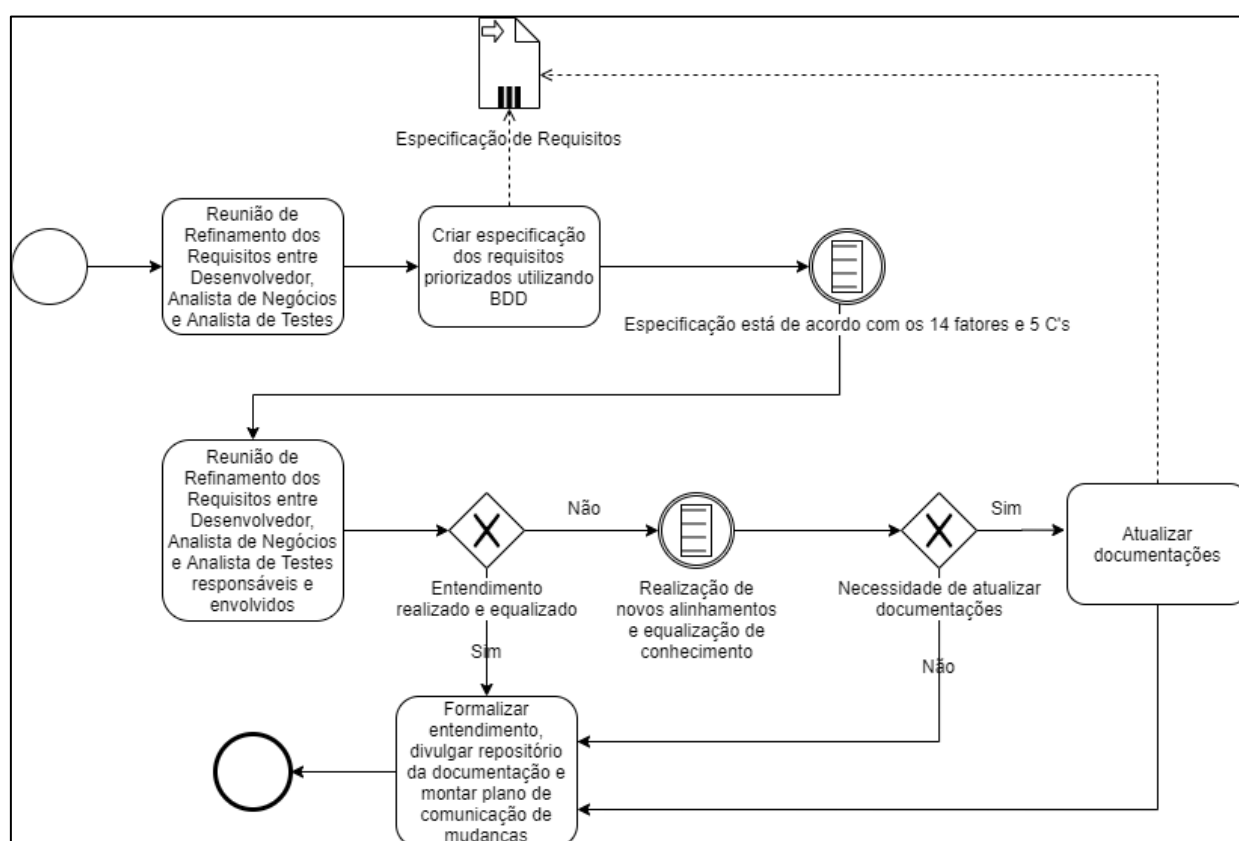 Especificação de Requisitos
Reunião de
Refinamento dos
Requisitos entre
Desenvolvedor,
Analista de Negócios
e Analista de Testes
Criar especificação
dos requisitos
priorizados utilizando
BDD
Especificação está de acordo com os 14 fatores e 5 C's
Reunião de
Refinamento dos
Requisitos entre
Desenvolvedor,
Analista de Negócios
e Analista de Testes
responsáveis e
envolvidos
Entendimento
realizado e equalizado
Não
Sim
Realização de
novos alinhamentos
e equalização de
conhecimento
Necessidade de atualizar
documentações
Sim
Não
Atualizar
documentações
Formalizar
entendimento,
divulgar repositório
da documentação e
montar plano de
comunicação de
mudanças